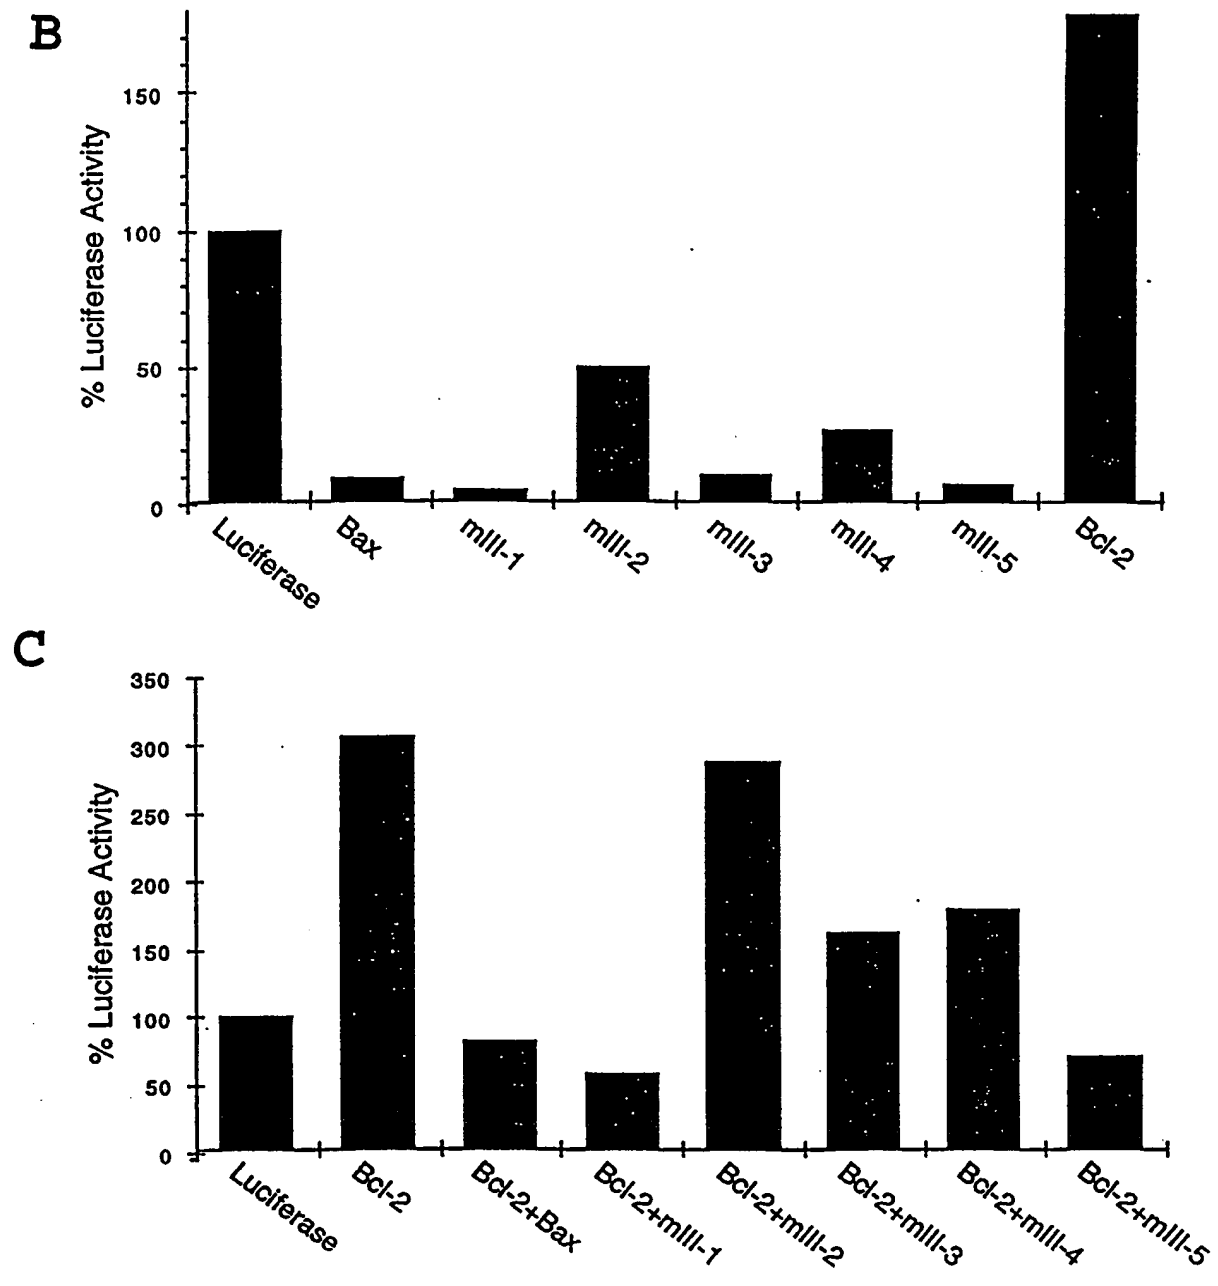 B
% Luciferase Activity
150
100
50
0
Luciferase
Bax
mIII-1
mIII-2
mIII-3
mIII-4
mIII-5
Bcl-2
C
% Luciferase Activity
350
300
250
200
150
100
50
0
Luciferase
Bcl-2
Bcl-2+Bax
Bcl-2+mIII-1
Bcl-2+mIII-2
Bcl-2+mIII-3
Bcl-2+mIII-4
Bcl-2+mIII-5